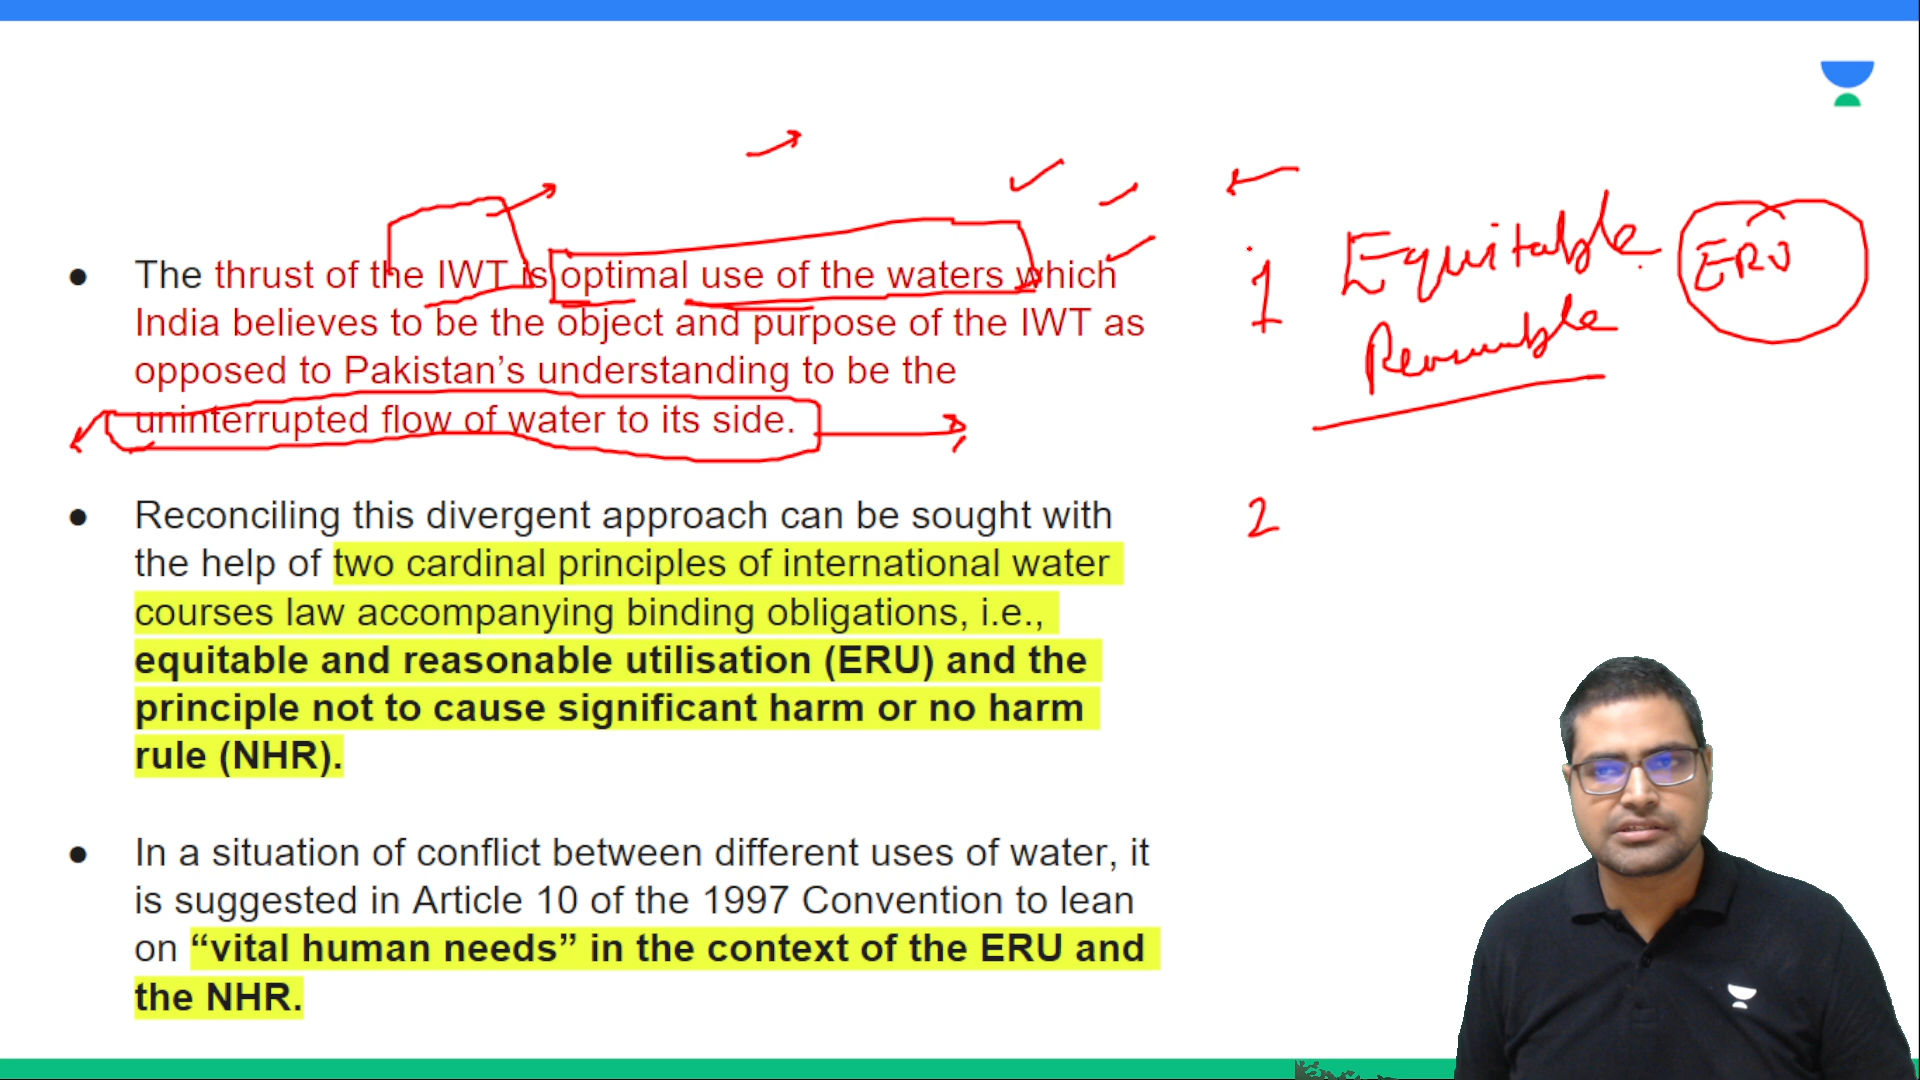 The thrust of the IWT is optimal use of the waters which
India believes to be the object and purpose of the IWT as
opposed to Pakistan’s understanding to be the
uninterrupted flow of water to its side.
Reconciling this divergent approach can be sought with
the help of two cardinal principles of international water
courses law accompanying binding obligations, i.e.,
equitable and reasonable utilisation (ERU) and the
principle not to cause significant harm or no harm
rule (NHR).
In a situation of conflict between different uses of water, it
is suggested in Article 10 of the 1997 Convention to lean
on “vital human needs” in the context of the ERU and
the NHR.
1 Equitable
ERU
2